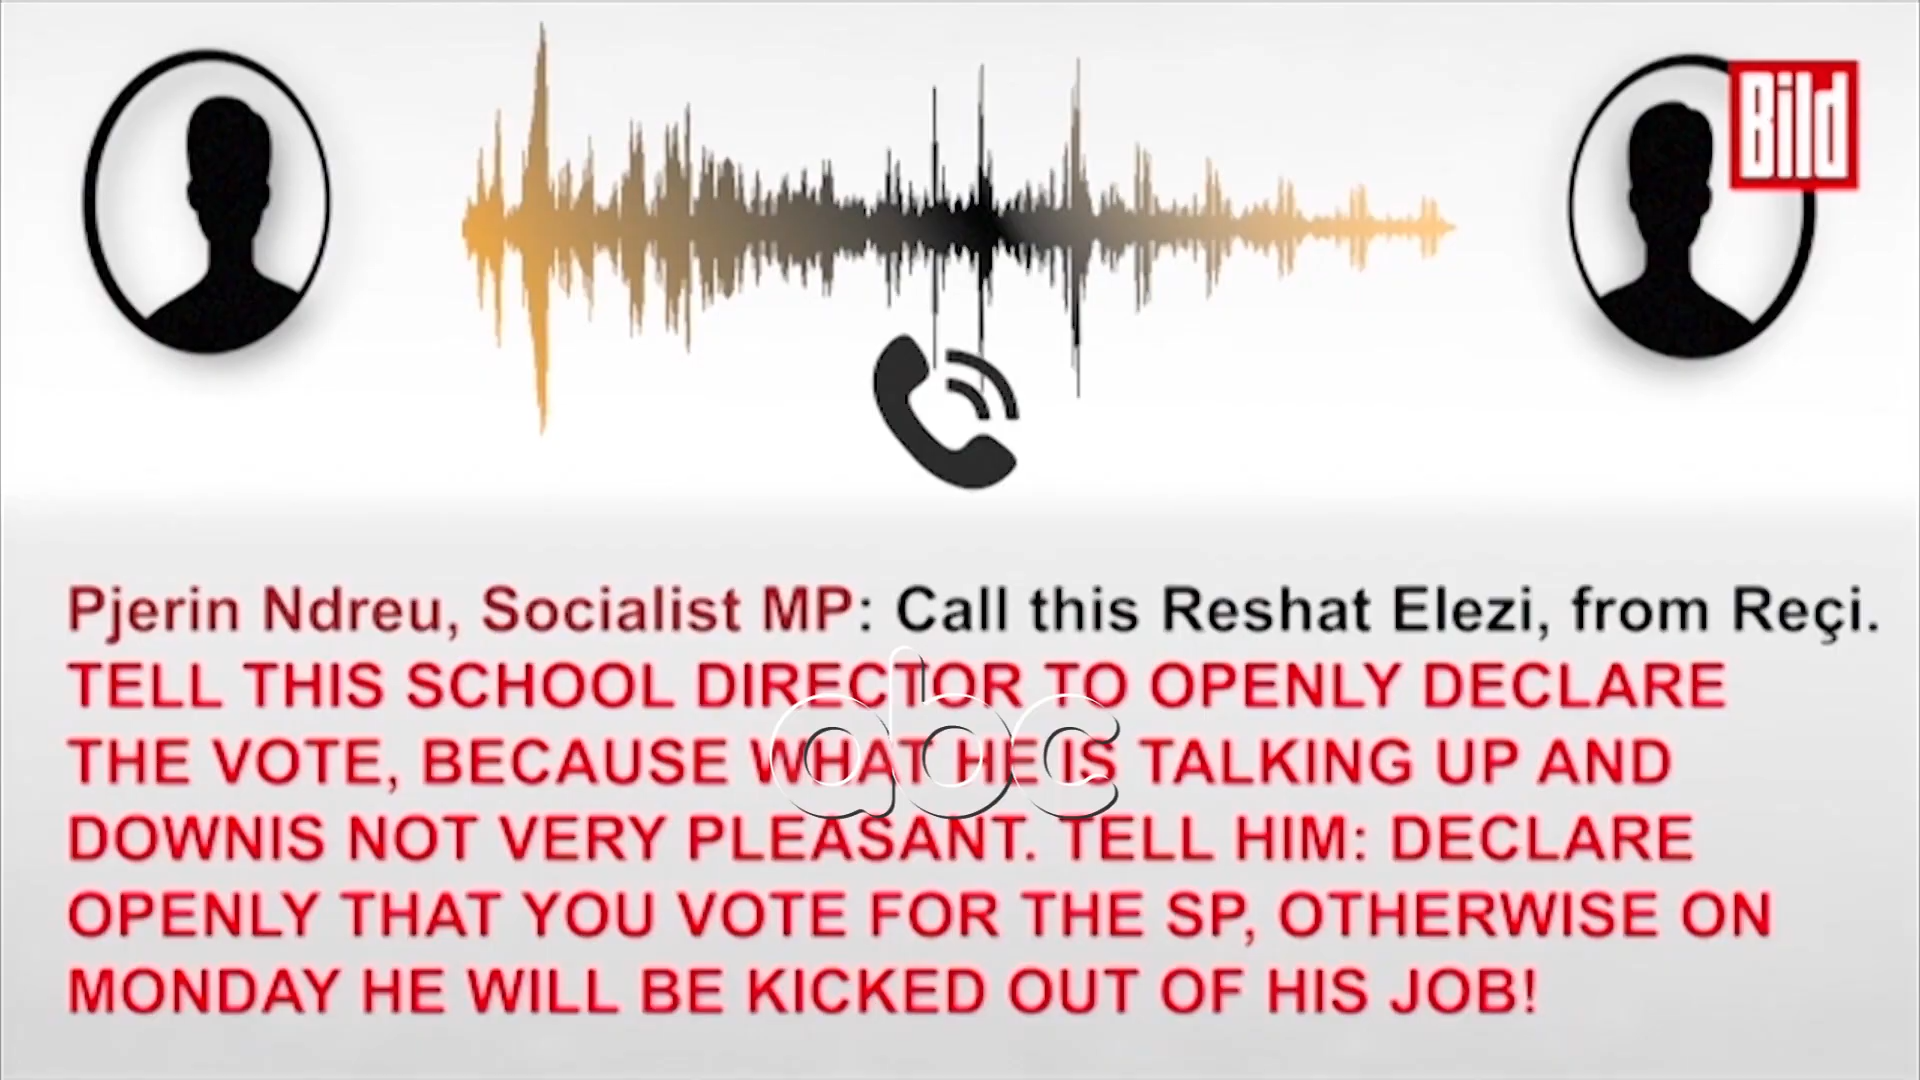 Bild
Pjerin Ndreu, Socialist MP: Call this Reshat Elezi, from Reçi.
TELL THIS SCHOOL DIRECTOR TO OPENLY DECLARE
THE VOTE, BECAUSE WHAT HE IS TALKING UP AND
DOWNIS NOT VERY PLEASANT. TELL HIM: DECLARE
OPENLY THAT YOU VOTE FOR THE SP, OTHERWISE ON
MONDAY HE WILL BE KICKED OUT OF HIS JOB!
abc